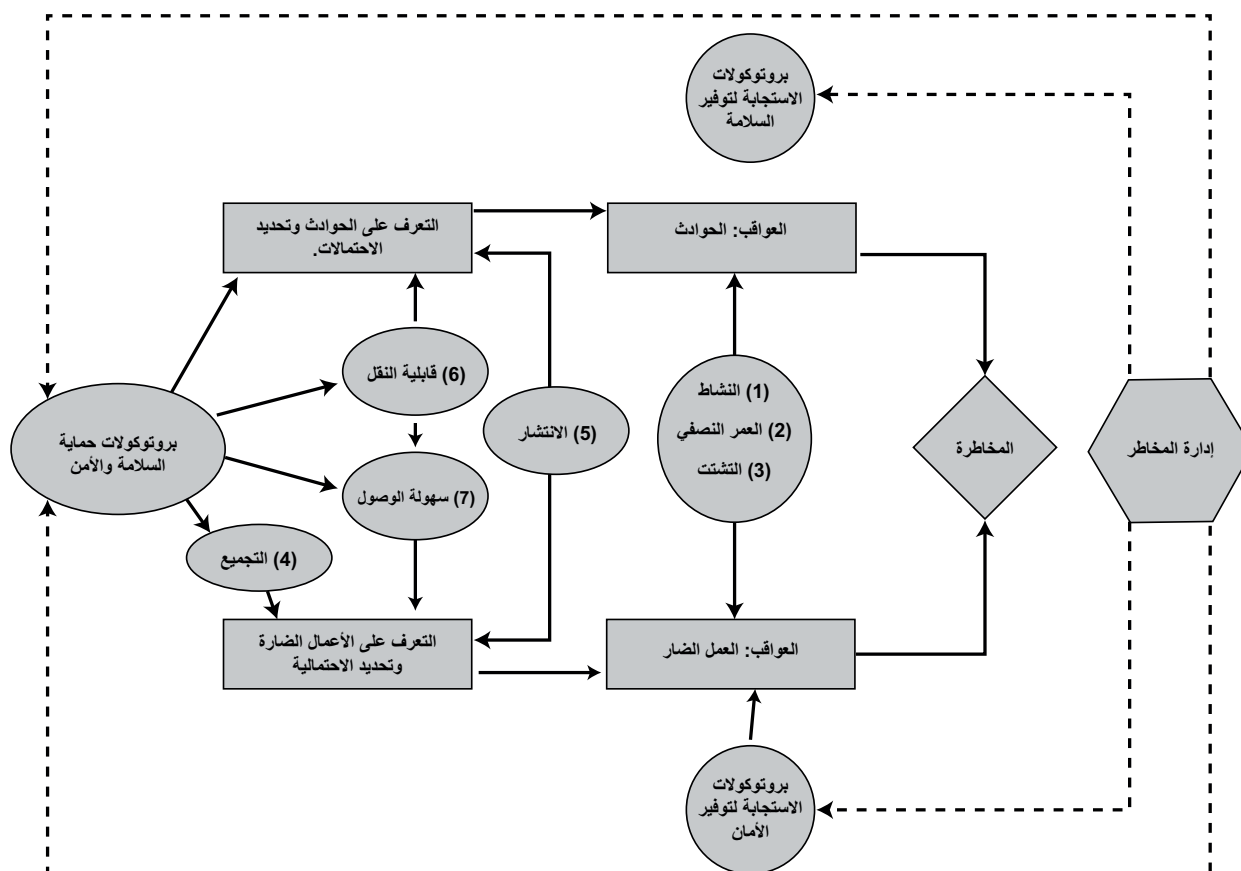 بروتوكولات
الاستجابة لتوفير
السلامة
التعرف على الحوادث وتحديد
الاحتمالات.
العواقب: الحوادث
(6) قابلية النقل
(5) الانتشار
(7) سهولة الوصول
(4) التجميع
بروتوكولات حماية
السلامة والأمن
(1) النشاط
(2) العمر النصفي
(3) التشتت
المخاطرة
إدارة المخاطر
التعرف على الأعمال الضارة
وتحديد الاحتمالية
العواقب: العمل الضار
بروتوكولات
الاستجابة لتوفير
الأمان